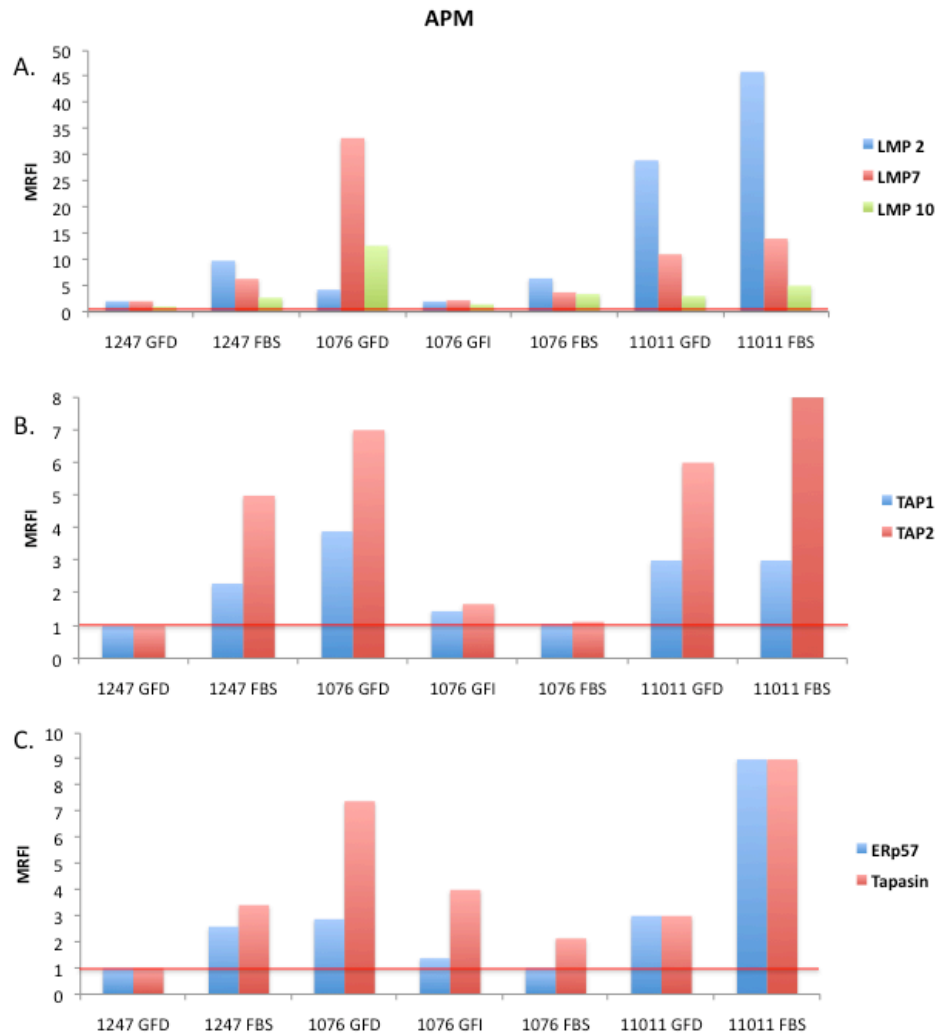 APM
A.
MRFI
50
45
40
35
30
25
20
15
10
5
0
1247 GFD 1247 FBS 1076 GFD 1076 GFI 1076 FBS 11011 GFD 11011 FBS
LMP 2
LMP7
LMP 10
B.
MRFI
8
7
6
5
4
3
2
1
0
1247 GFD 1247 FBS 1076 GFD 1076 GFI 1076 FBS 11011 GFD 11011 FBS
TAP1
TAP2
C.
MRFI
10
9
8
7
6
5
4
3
2
1
0
1247 GFD 1247 FBS 1076 GFD 1076 GFI 1076 FBS 11011 GFD 11011 FBS
ERp57
Tapasin